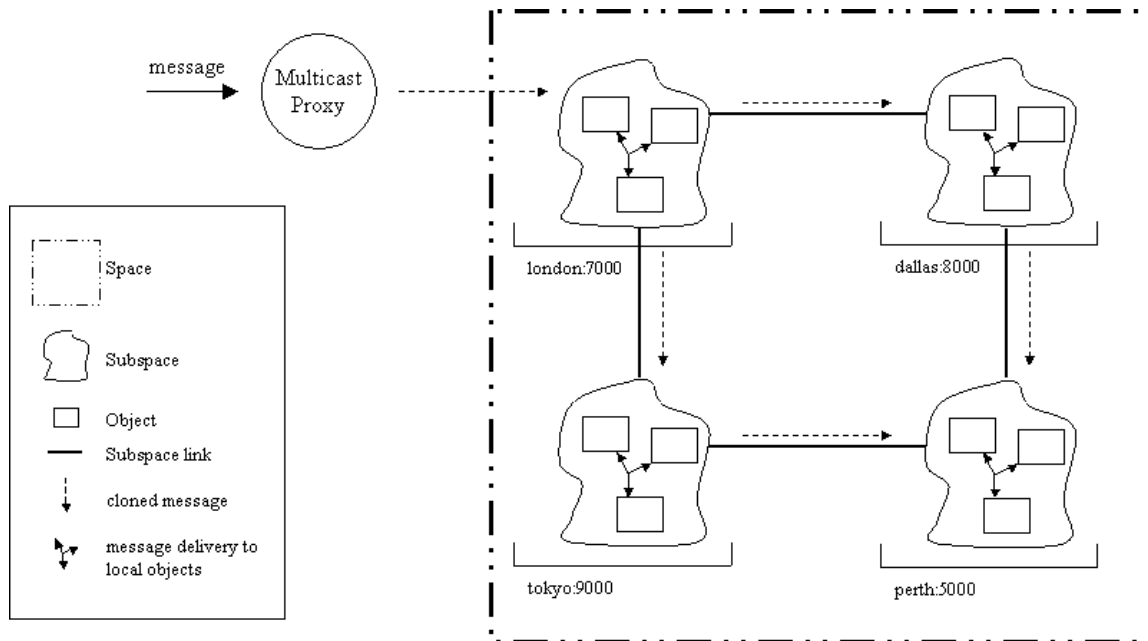 message
Multicast
Proxy
london:7000
dallas:8000
tokyo:9000
perth:5000
Space
Subspace
Object
Subspace link
cloned message
message delivery to
local objects